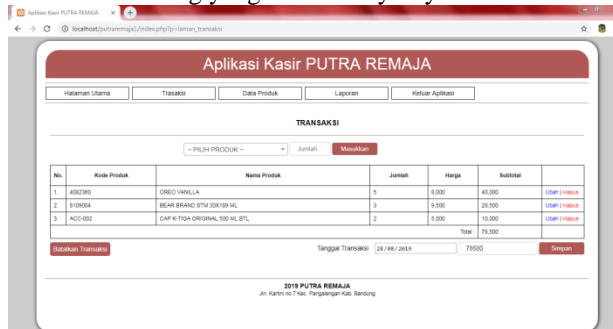 Aplikasi Kasir PUTRA REMAJA
localhost/putraremaja1/index.php?p=laman_transaksi
Aplikasi Kasir PUTRA REMAJA
Halaman Utama Trasaksi Data Produk Laporan Keluar Aplikasi
TRANSAKSI
~ PILIH PRODUK ~ Jumlah Masukkan
No. Kode Produk Nama Produk Jumlah Harga Subtotal
1. 4082360 OREO VANILLA 5 8,000 40,000 Ubah | Hapus
2. 8109004 BEAR BRAND STM 30X189 ML 3 9,500 28,500 Ubah | Hapus
3. ACC-002 CAP K-TIGA ORIGINAL 500 ML BTL 2 5,000 10,000 Ubah | Hapus
Total : 78,500
Batalkan Transaksi Tanggal Transaksi 28/08/2019 78500 Simpan
2019 PUTRA REMAJA
Jln. Kartini no 7 Kec. Pangalengan Kab. Bandung